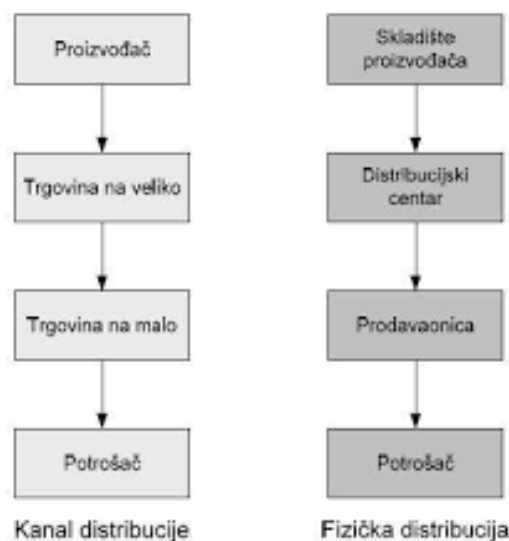 Proizvođač
Trgovina na veliko
Trgovina na malo
Potrošač
Kanal distribucije
Skladište
proizvođača
Distribucijski
centar
Prodavaonica
Potrošač
Fizička distribucija